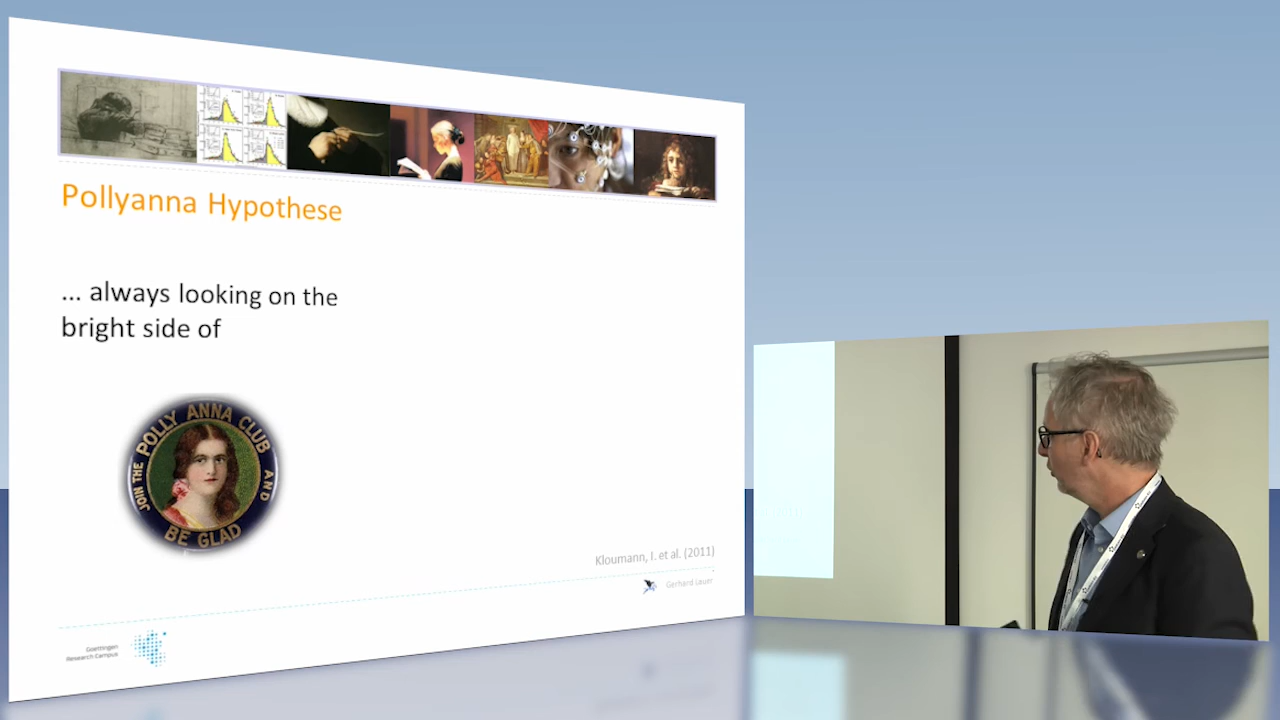 Pollyanna Hypothese
... always looking on the
bright side of
JOIN THE POLLY ANNA CLUB AND
BE GLAD
Kloumann, I. et al. (2011)
Gerhard Lauer
Goettingen
Research Campus